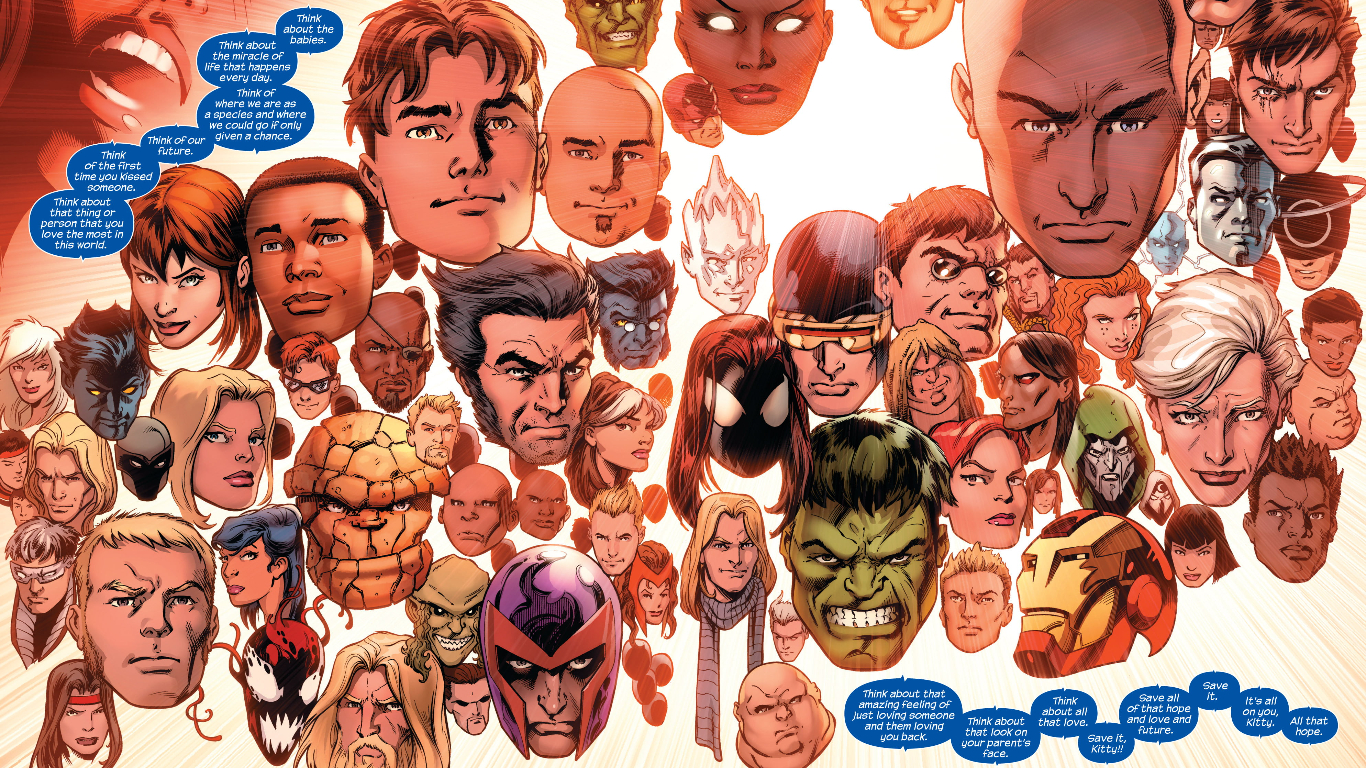 Think
about the
babies.
Think about
the miracle of
life that happens
every day.
Think of
where we are as
a species and where
we could go if only
given a chance.
Think of our
future.
Think
of the first
time you kissed
someone.
Think about
that thing or
person that you
love the most in
this world.
Think about that
amazing feeling of
just loving someone
and them loving
you back.
Think about
that look on
your parent's
face.
Think
about all
that love.
Save it,
Kitty!!
Save all
of that hope
and love and
future.
Save
it.
It's all
on you,
Kitty.
All that
hope.